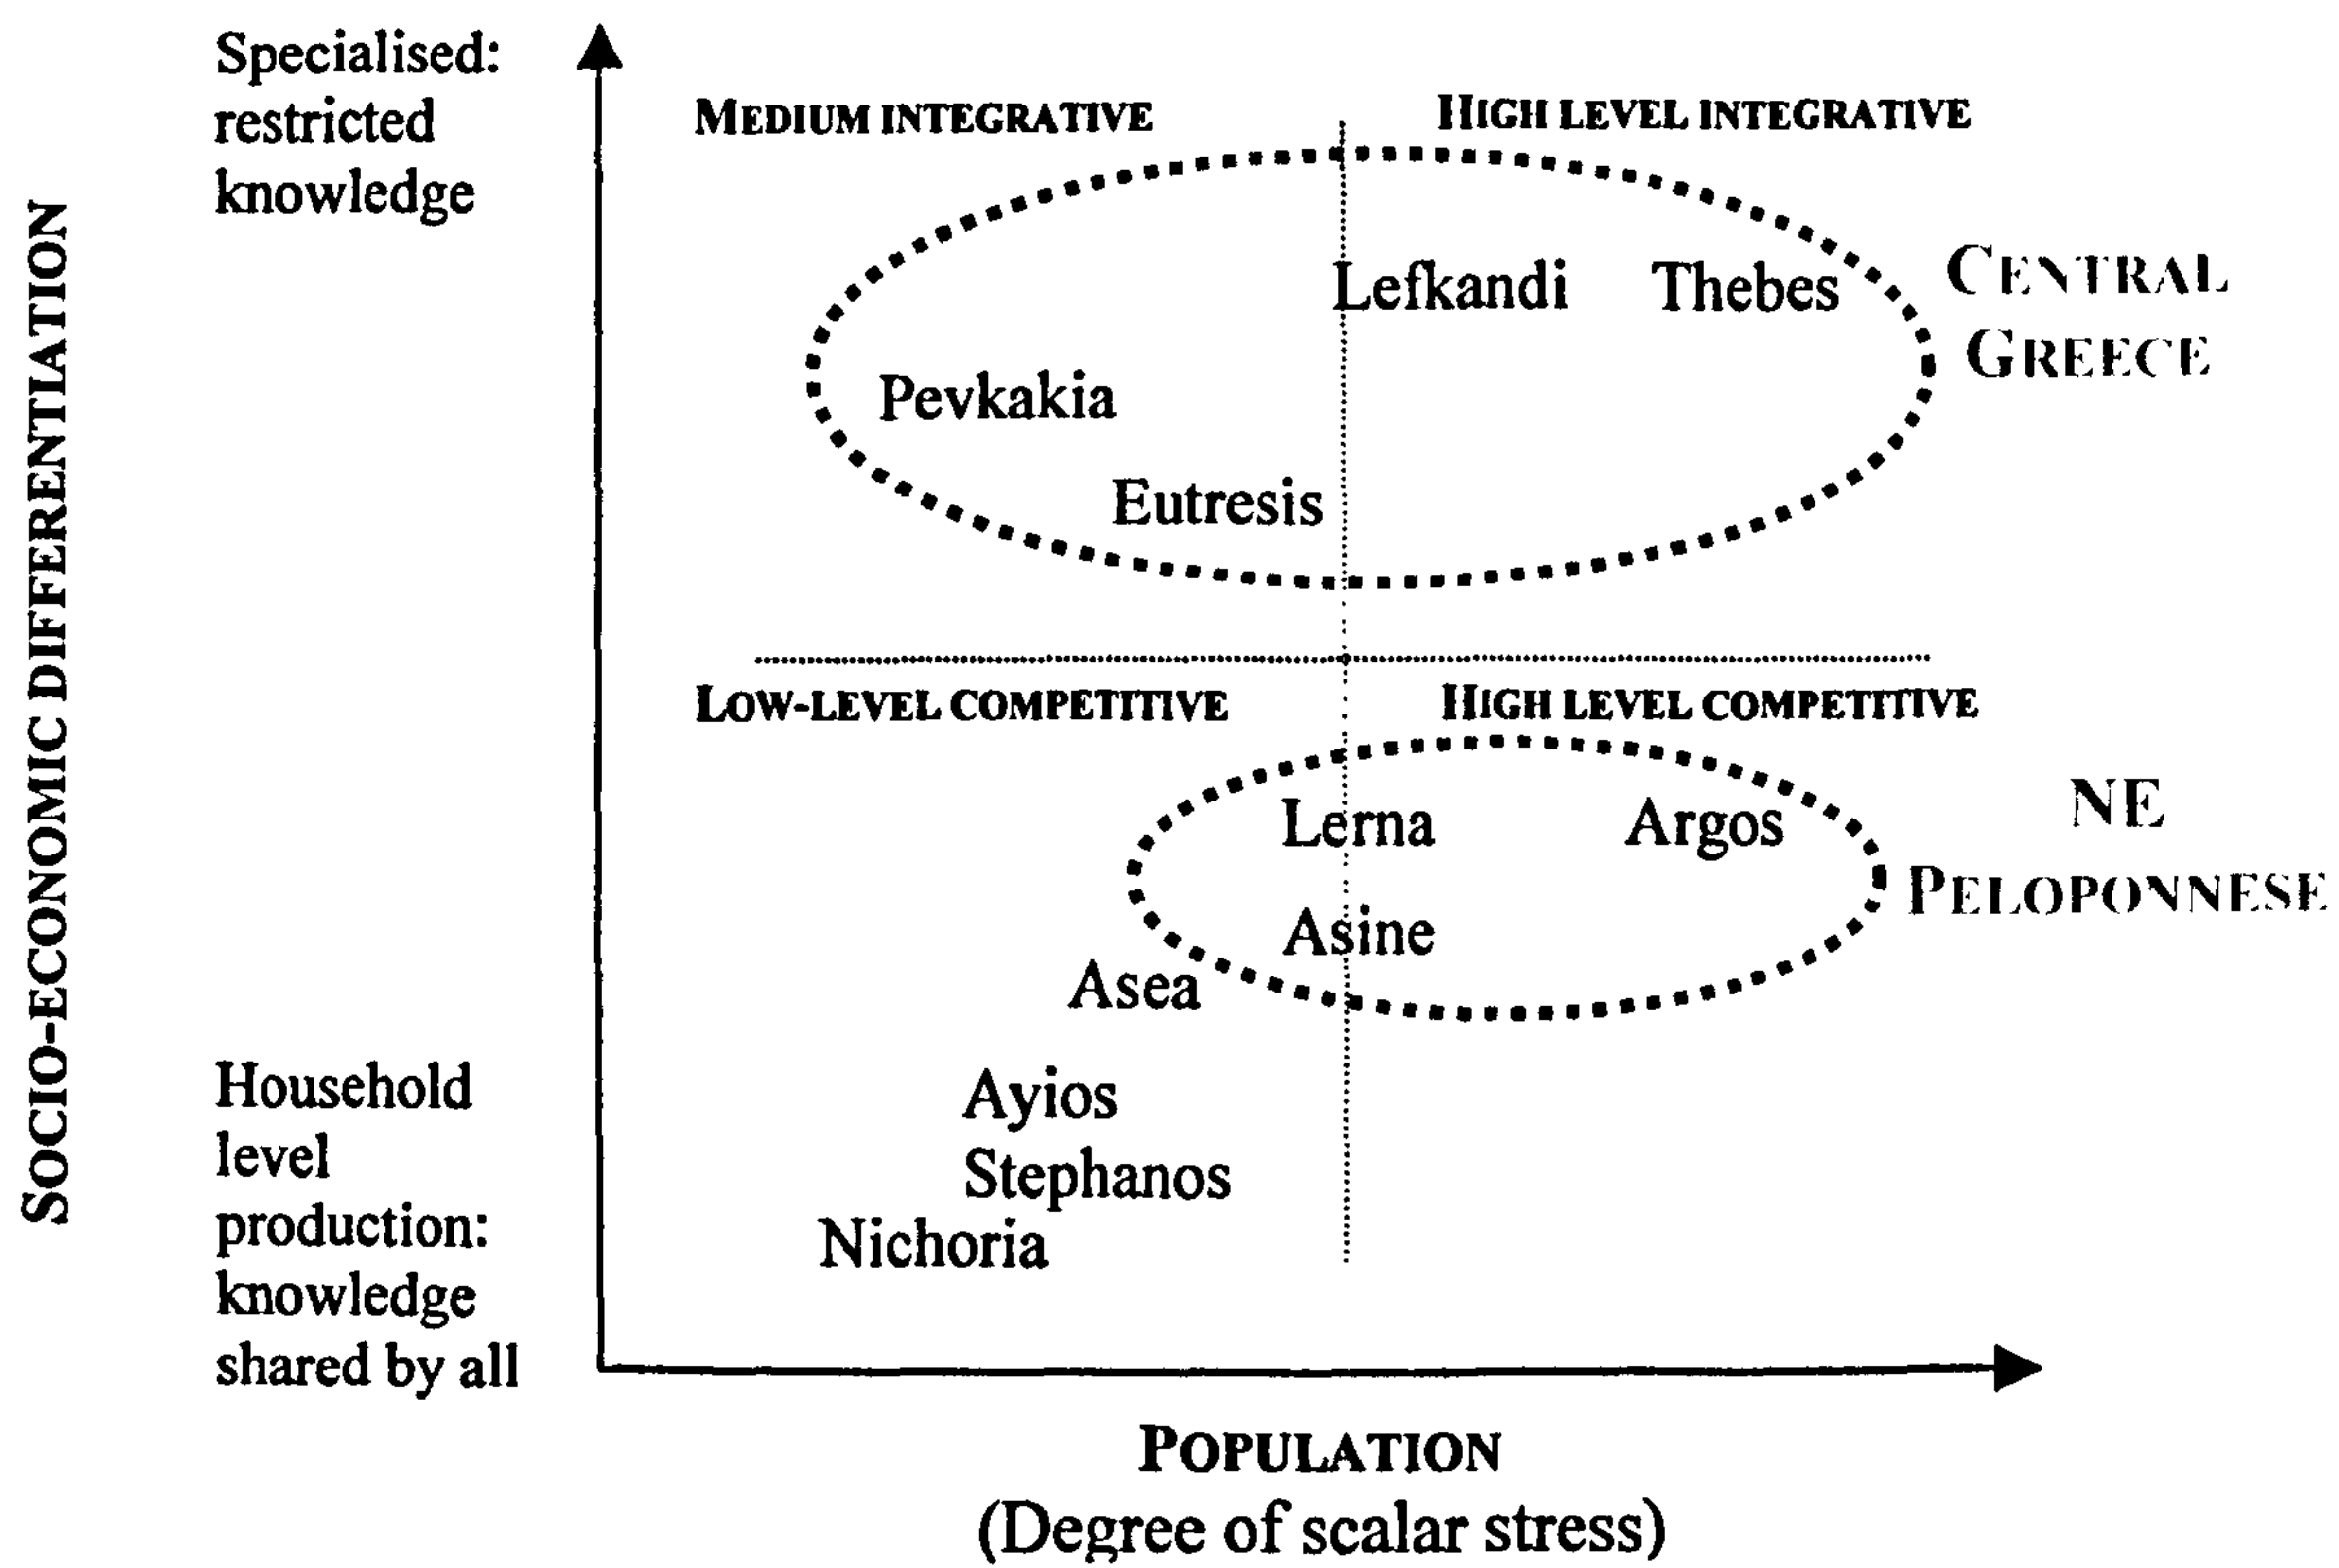 Specialised:
restricted
knowledge
MEDIUM INTEGRATIVE
HIGH LEVEL INTEGRATIVE
Lefkandi
Thebes
CENTRAL
GREECE
Pevkakia
Eutresis
SOCIO-ECONOMIC DIFFERENTIATION
LOW-LEVEL COMPETITIVE
HIGH LEVEL COMPETITIVE
Lerna
Argos
NE
PELOPONNESE
Asine
Asea
Ayios
Stephanos
Nichoria
Household
level
production:
knowledge
shared by all
POPULATION
(Degree of scalar stress)